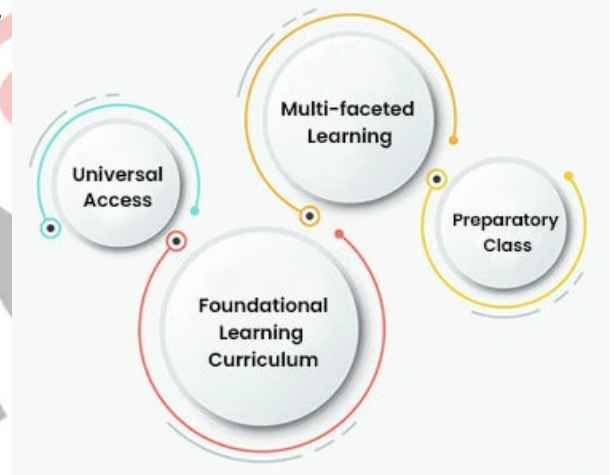 Universal
Access
Foundational
Learning
Curriculum
Multi-faceted
Learning
Preparatory
Class